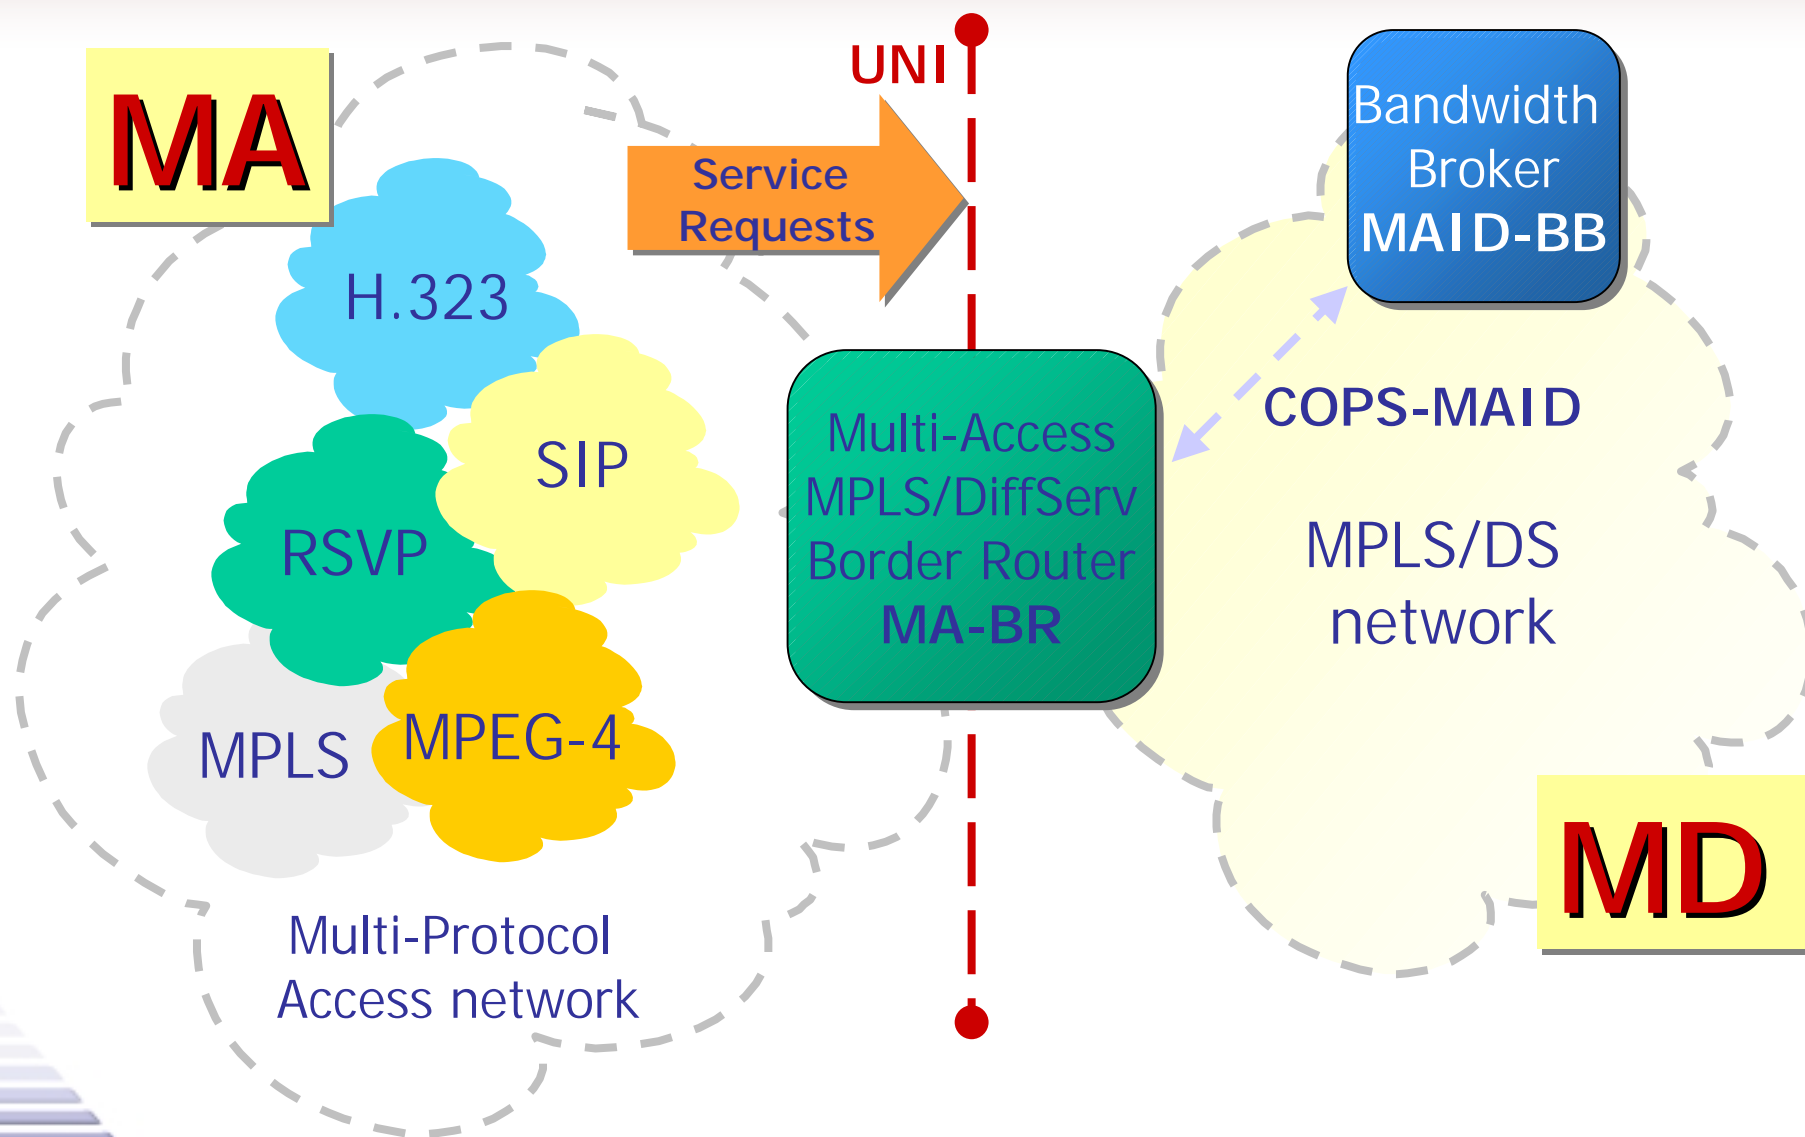 MA
UNI
Service
Requests
Bandwidth
Broker
MAID-BB
H.323
SIP
RSVP
MPLS
MPEG-4
Multi-Protocol
Access network
Multi-Access
MPLS/DiffServ
Border Router
MA-BR
COPS-MAID
MPLS/DS
network
MD